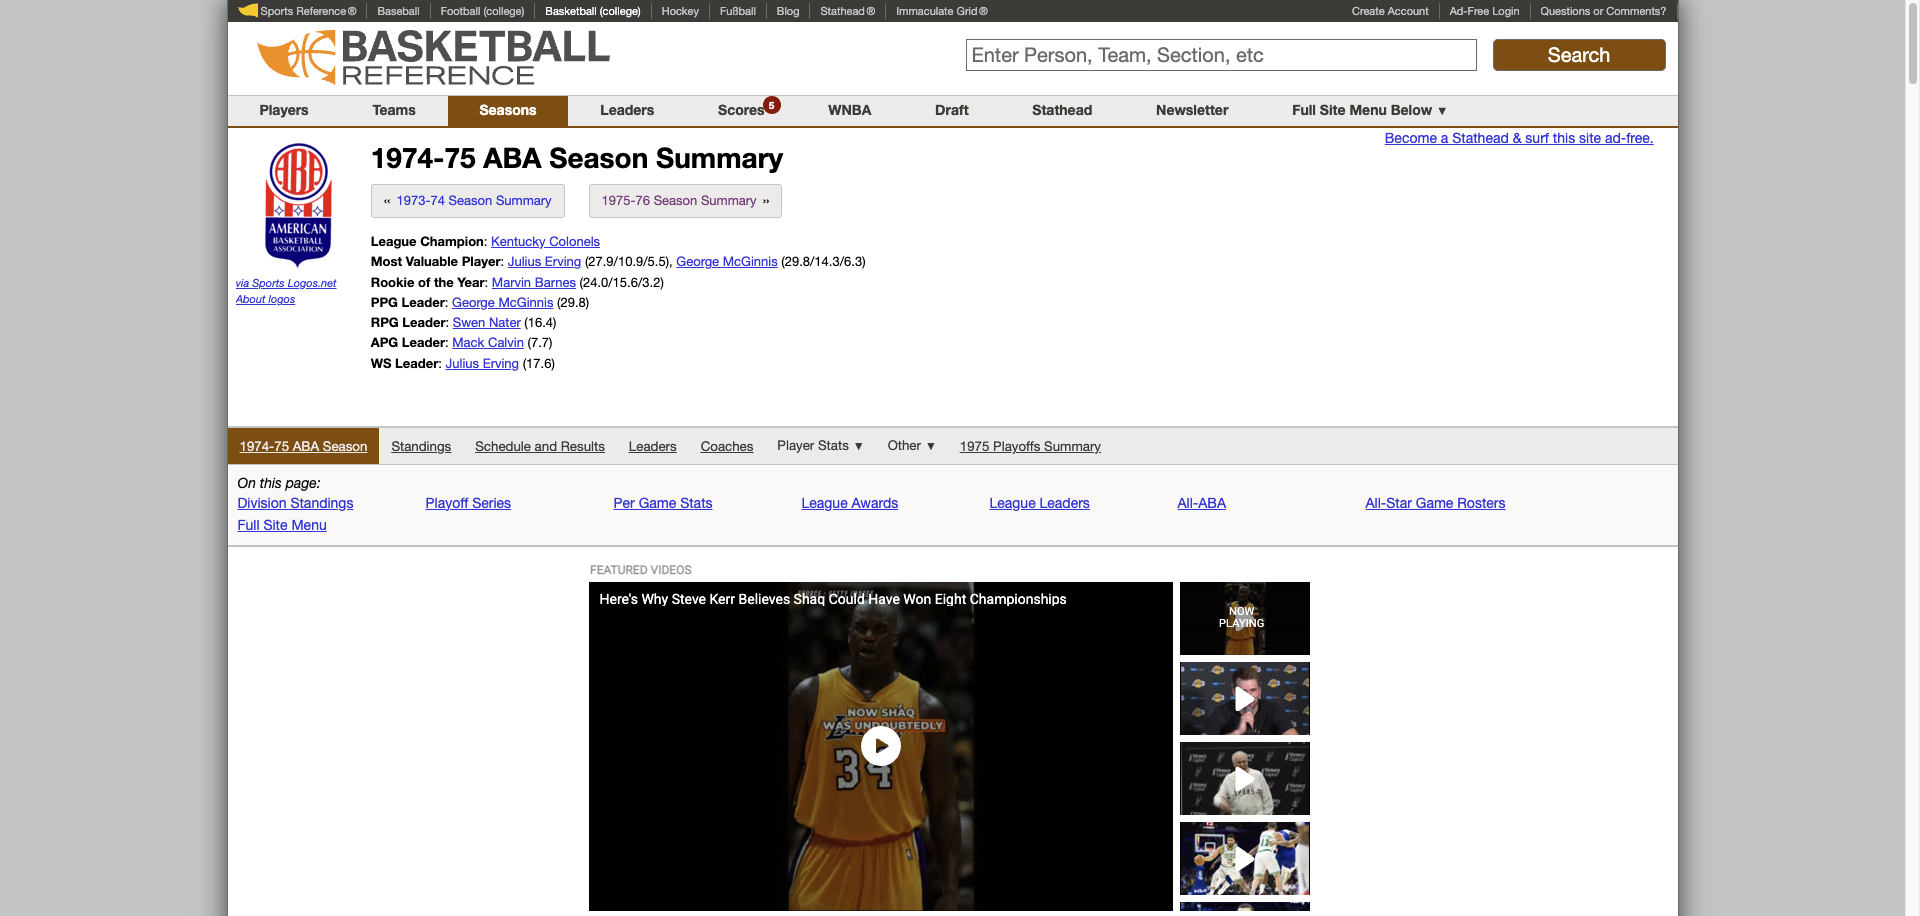 Sports Reference ®
Baseball
Football (college)
Basketball (college)
Hockey
Fußball
Blog
Stathead ®
Immaculate Grid ®
Create Account
Ad-Free Login
Questions or Comments?
BASKETBALL
REFERENCE
Enter Person, Team, Section, etc
Search
Players
Teams
Seasons
Leaders
Scores 5
WNBA
Draft
Stathead
Newsletter
Full Site Menu Below ▼
Become a Stathead & surf this site ad-free.
ABA
AMERICAN
BASKETBALL
ASSOCIATION
via Sports Logos.net
About logos
1974-75 ABA Season Summary
« 1973-74 Season Summary
1975-76 Season Summary »
League Champion: Kentucky Colonels
Most Valuable Player: Julius Erving (27.9/10.9/5.5), George McGinnis (29.8/14.3/6.3)
Rookie of the Year: Marvin Barnes (24.0/15.6/3.2)
PPG Leader: George McGinnis (29.8)
RPG Leader: Swen Nater (16.4)
APG Leader: Mack Calvin (7.7)
WS Leader: Julius Erving (17.6)
1974-75 ABA Season
Standings
Schedule and Results
Leaders
Coaches
Player Stats ▼
Other ▼
1975 Playoffs Summary
On this page:
Division Standings
Playoff Series
Per Game Stats
League Awards
League Leaders
All-ABA
All-Star Game Rosters
Full Site Menu
FEATURED VIDEOS
Here's Why Steve Kerr Believes Shaq Could Have Won Eight Championships
NOW SHAQ
WAS UNDOUBTEDLY
34
NOW
PLAYING
SPURS